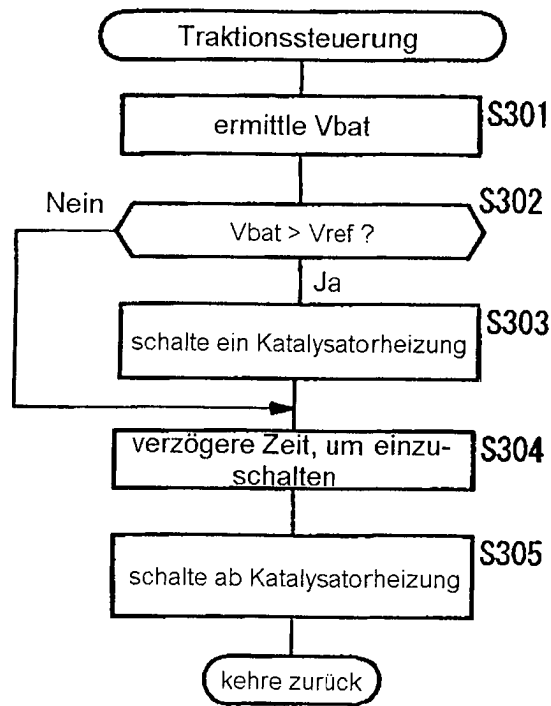 Traktionssteuerung
ermittle Vbat
S301
S302
Nein
Vbat > Vref ?
Ja
S303
schalte ein Katalysatorheizung
verzögere Zeit, um einzu-
schalten
S304
S305
schalte ab Katalysatorheizung
kehre zurück